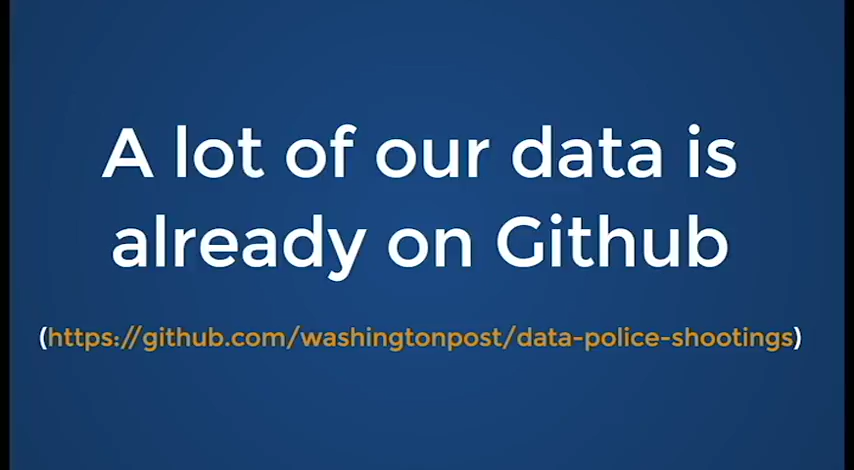 A lot of our data is
already on Github
(https://github.com/washingtonpost/data-police-shootings)